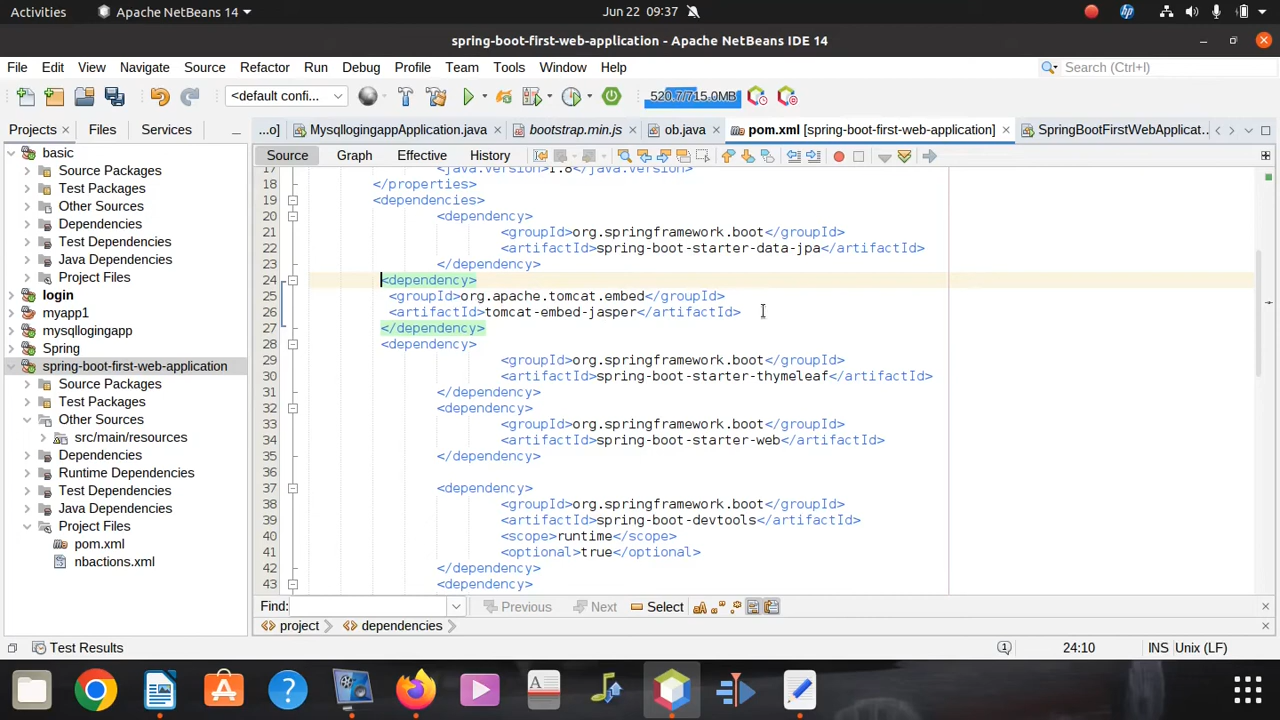 Activities
Apache NetBeans 14
Jun 22 09:37
spring-boot-first-web-application - Apache NetBeans IDE 14
File Edit View Navigate Source Refactor Run Debug Profile Team Tools Window Help
Search (Ctrl+I)
<default confi...
520.7/715.0MB
Projects
Files
Services
...o]
MysqllogingappApplication.java
bootstrap.min.js
ob.java
pom.xml [spring-boot-first-web-application]
SpringBootFirstWebApplicat...
Source
Graph
Effective
History
basic
Source Packages
Test Packages
Other Sources
Dependencies
Test Dependencies
Java Dependencies
Project Files
login
myapp1
mysqllogingapp
Spring
spring-boot-first-web-application
Source Packages
Test Packages
Other Sources
src/main/resources
Dependencies
Runtime Dependencies
Test Dependencies
Java Dependencies
Project Files
pom.xml
nbactions.xml
17 <java.version>1.8</java.version>
18 </properties>
19 <dependencies>
20 <dependency>
21 <groupId>org.springframework.boot</groupId>
22 <artifactId>spring-boot-starter-data-jpa</artifactId>
23 </dependency>
24 <dependency>
25 <groupId>org.apache.tomcat.embed</groupId>
26 <artifactId>tomcat-embed-jasper</artifactId>
27 </dependency>
28 <dependency>
29 <groupId>org.springframework.boot</groupId>
30 <artifactId>spring-boot-starter-thymeleaf</artifactId>
31 </dependency>
32 <dependency>
33 <groupId>org.springframework.boot</groupId>
34 <artifactId>spring-boot-starter-web</artifactId>
35 </dependency>
36
37 <dependency>
38 <groupId>org.springframework.boot</groupId>
39 <artifactId>spring-boot-devtools</artifactId>
40 <scope>runtime</scope>
41 <optional>true</optional>
42 </dependency>
43 <dependency>
Find:
Previous
Next
Select
project
dependencies
Test Results
1
24:10
INS
Unix (LF)